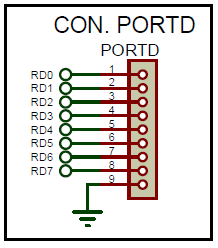 CON. PORTD
PORTD
RD0 1
RD1 2
RD2 3
RD3 4
RD4 5
RD5 6
RD6 7
RD7 8
9